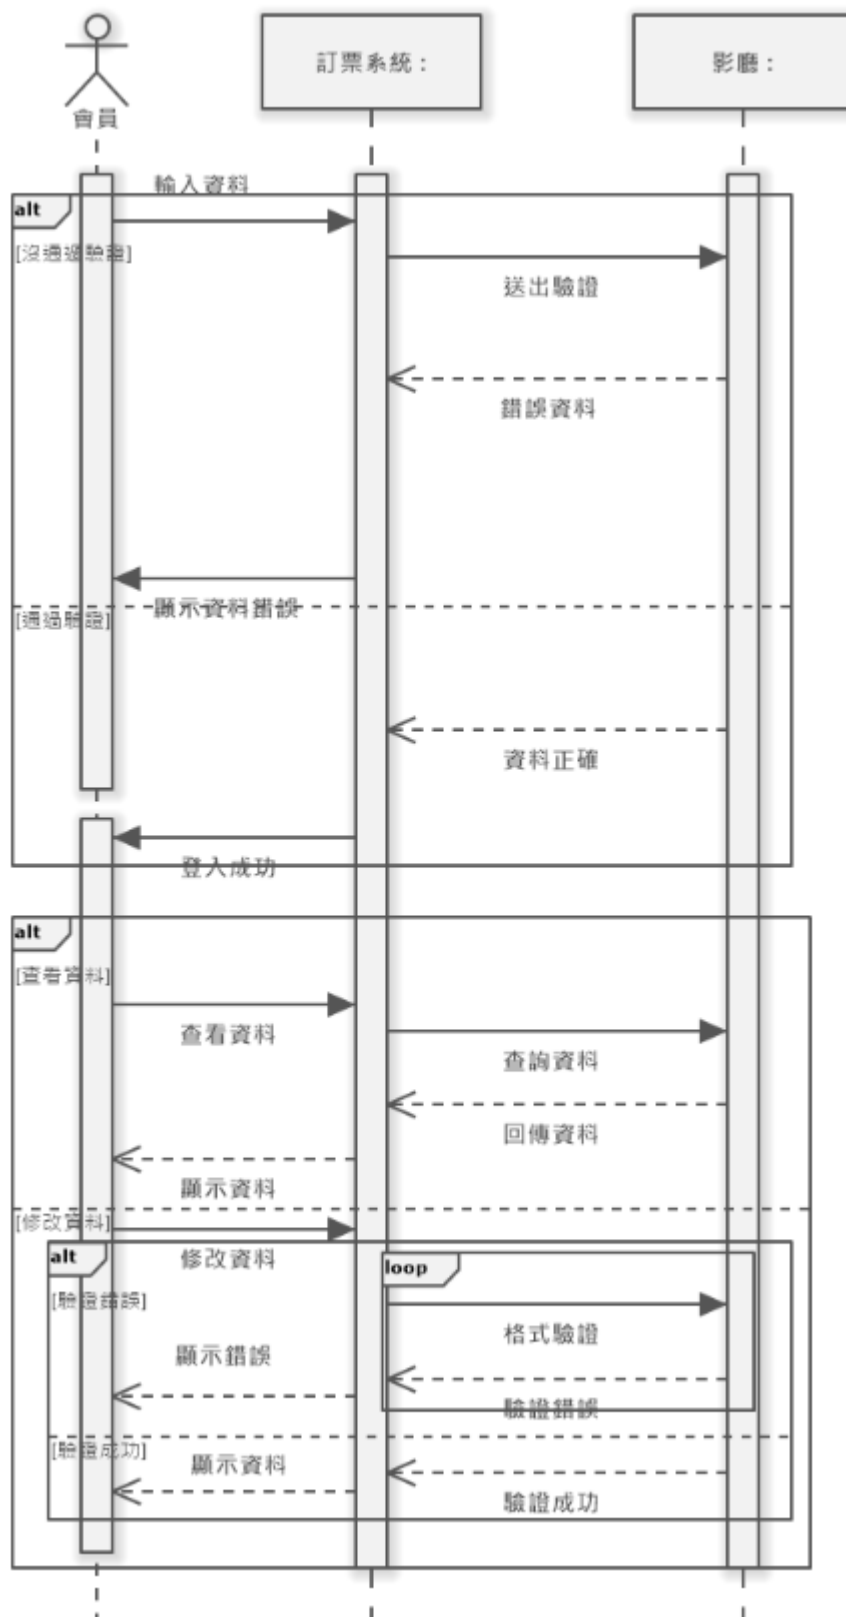 會員
訂票系統：
影廳：
輸入資料
alt
[沒通過驗證]
送出驗證
錯誤資料
顯示資料錯誤
[通過驗證]
資料正確
登入成功
alt
[查看資料]
查看資料
查詢資料
回傳資料
顯示資料
[修改資料]
修改資料
alt
loop
[驗證錯誤]
格式驗證
顯示錯誤
驗證錯誤
[驗證成功]
顯示資料
驗證成功